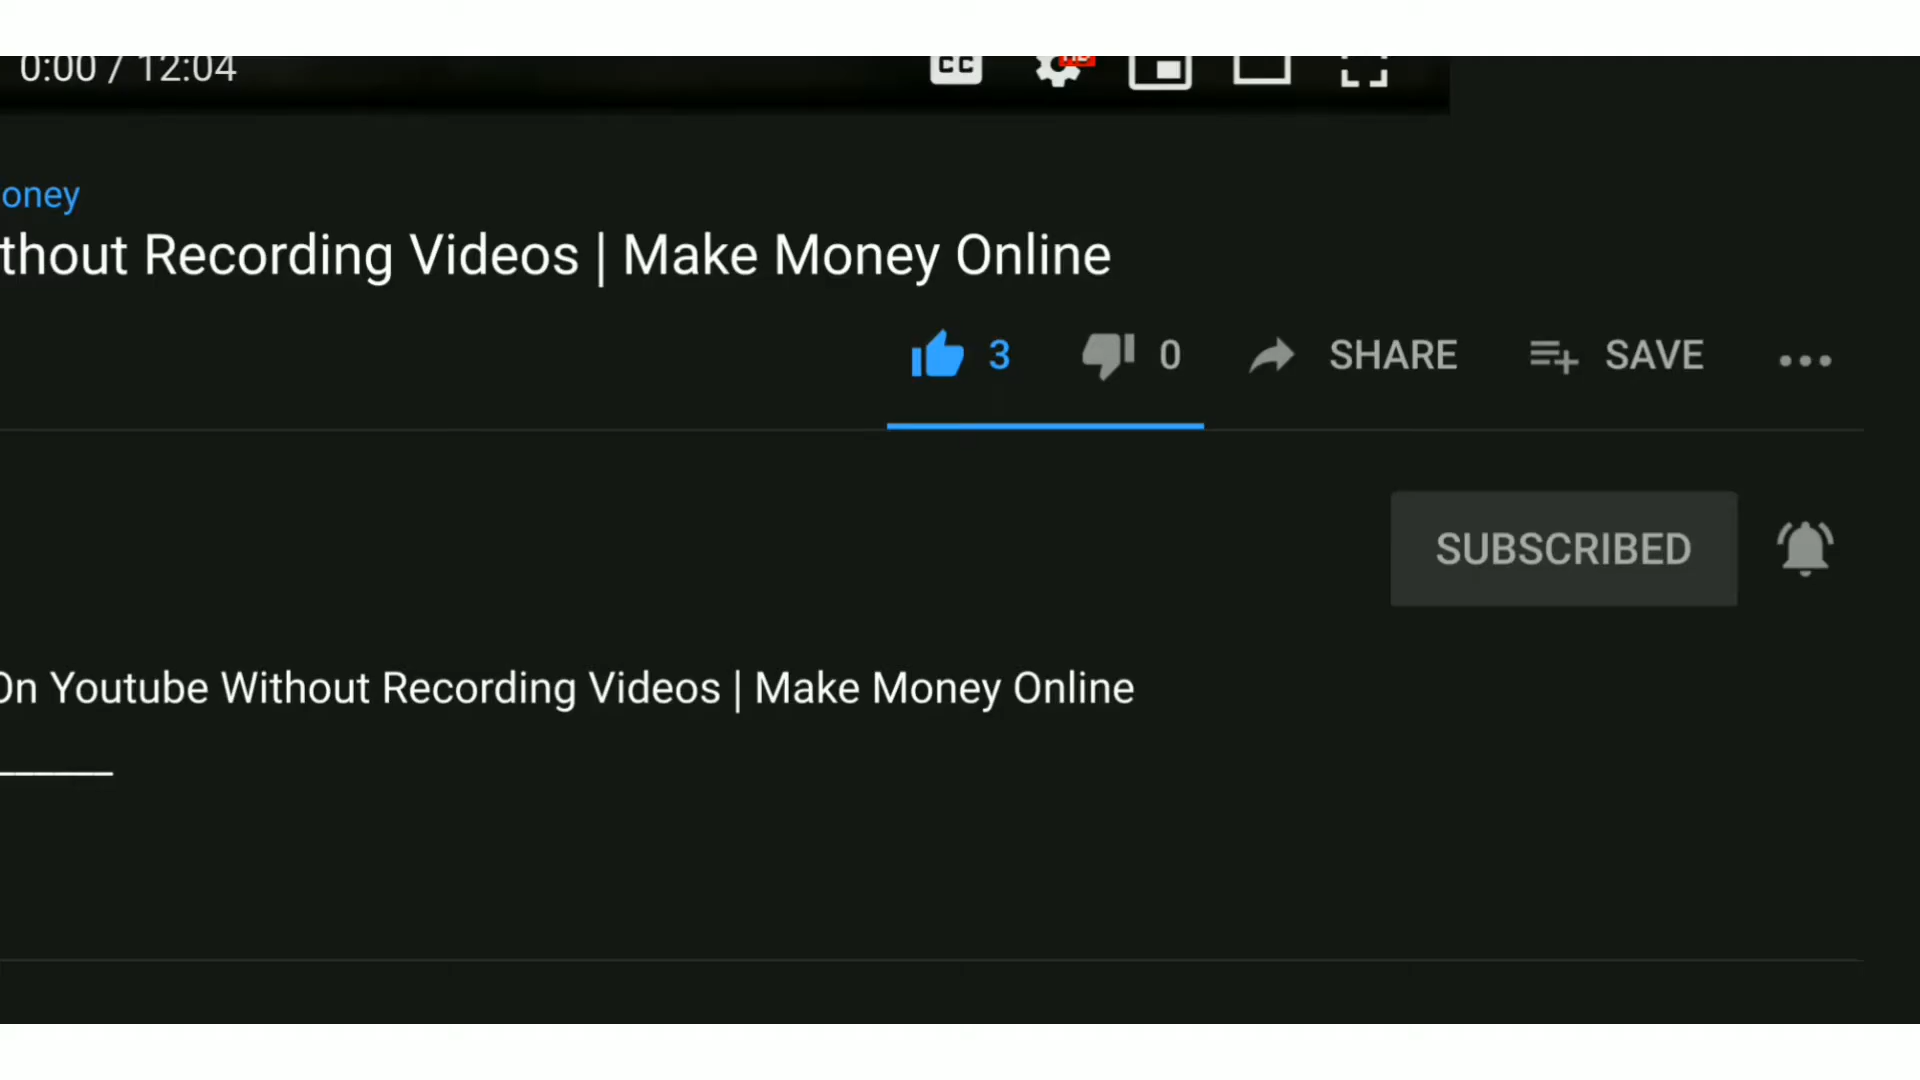 0:00 / 12:04 CC HD
oney
thout Recording Videos | Make Money Online
3 0 SHARE SAVE
SUBSCRIBED
On Youtube Without Recording Videos | Make Money Online